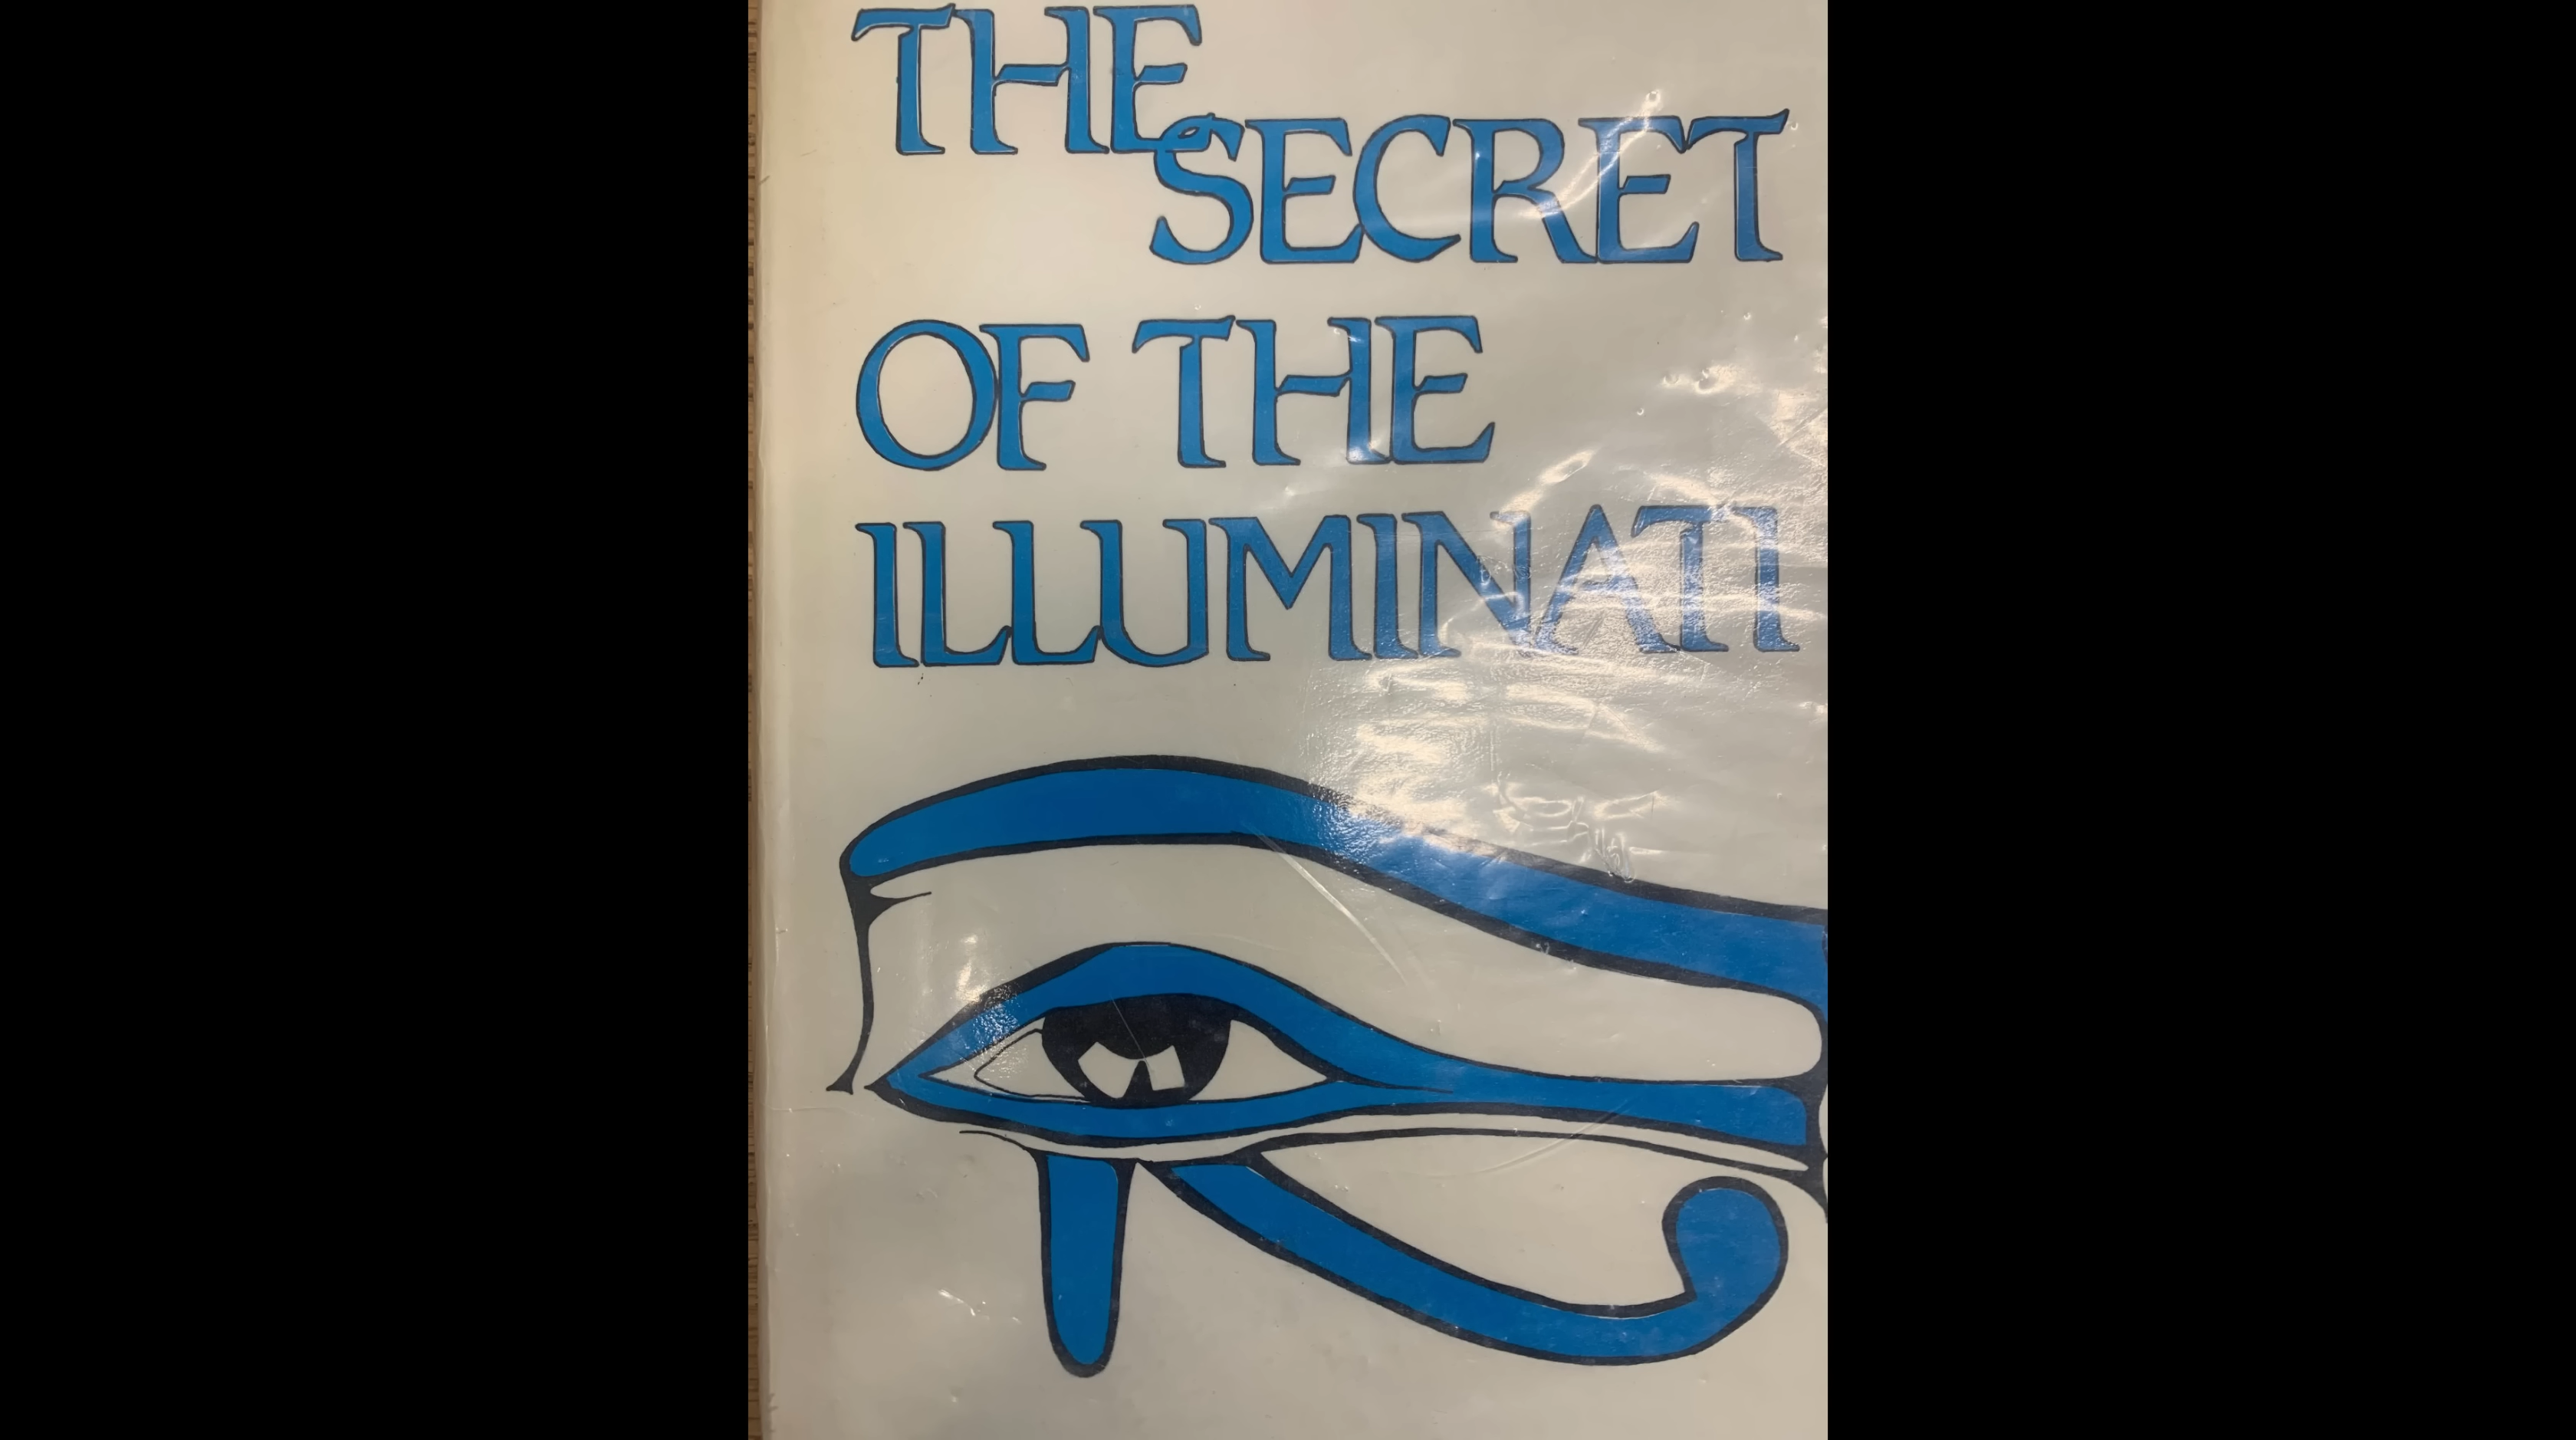 THE
SECRET
OF THE
ILLUMINATI